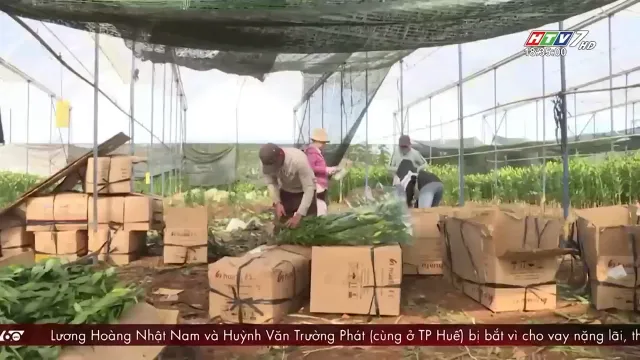 HTV7 HD
Lương Hoàng Nhật Nam và Huỳnh Văn Trường Phát (cùng ở TP Huế) bị bắt vì cho vay nặng lãi, th